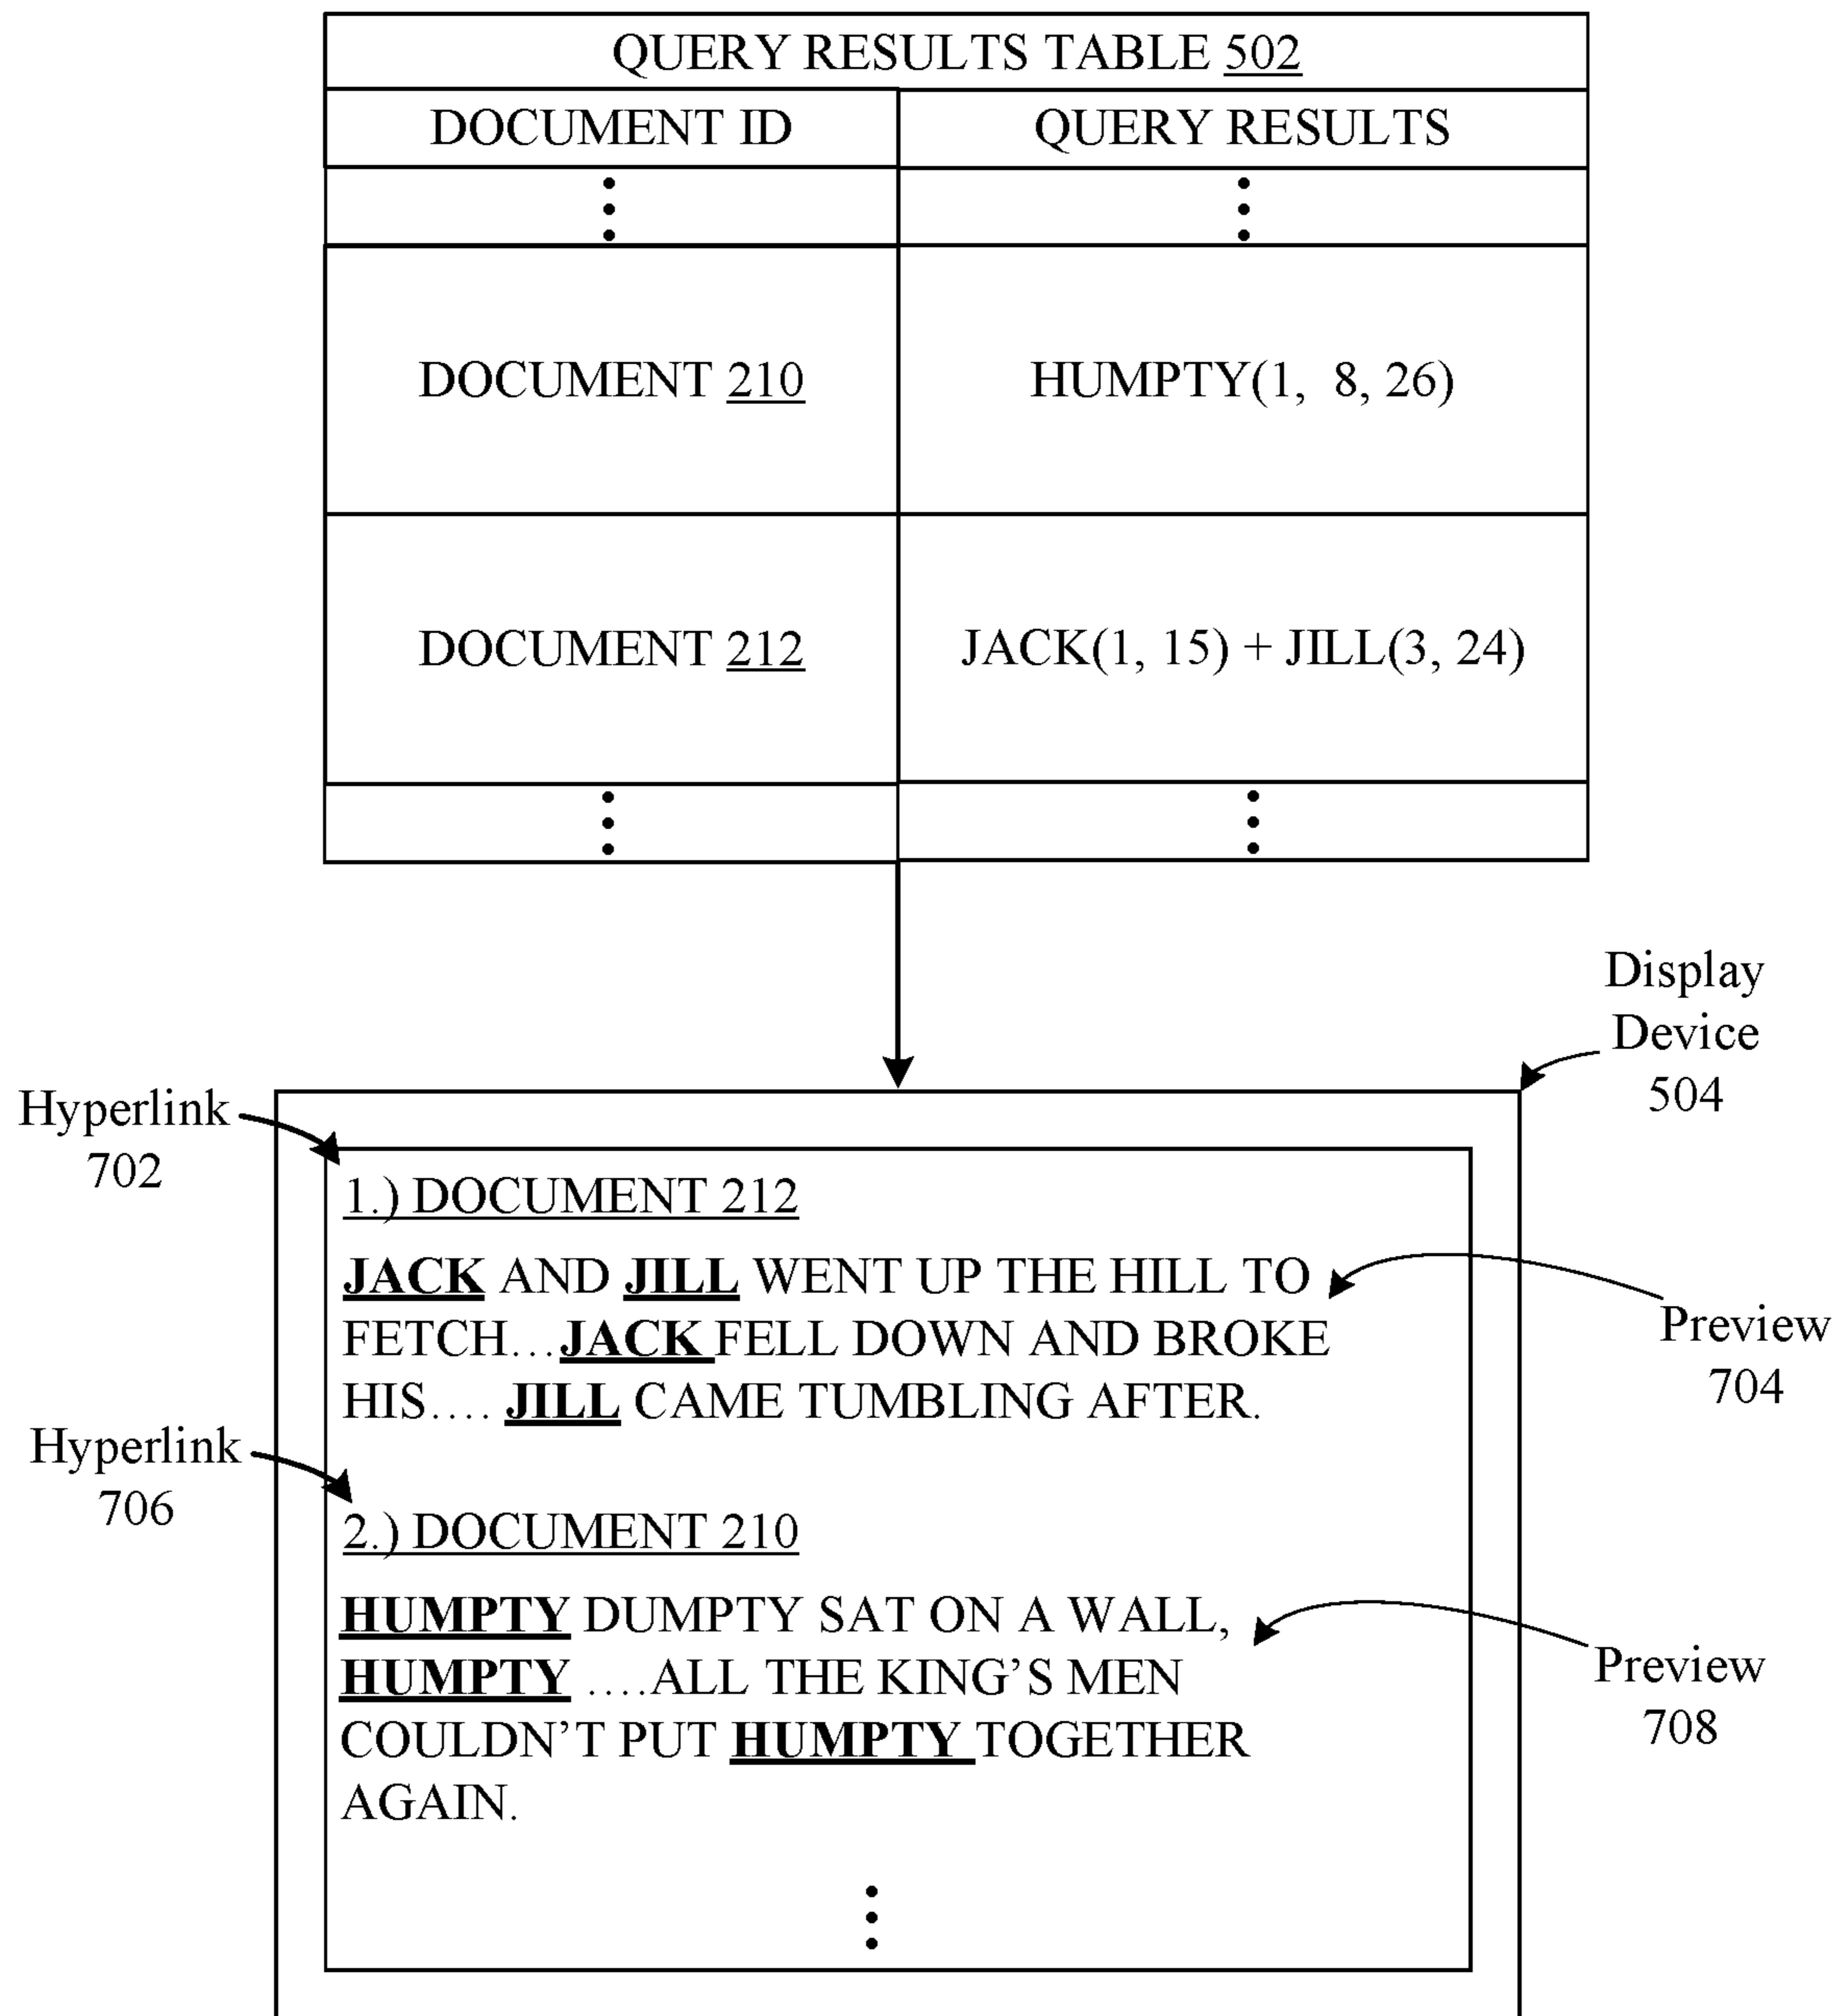 QUERY RESULTS TABLE 502
DOCUMENT ID
QUERY RESULTS
DOCUMENT 210
HUMPTY(1, 8, 26)
DOCUMENT 212
JACK(1, 15) + JILL(3, 24)
Display
Device
504
Hyperlink
702
1.) DOCUMENT 212
JACK AND JILL WENT UP THE HILL TO
FETCH...JACK FELL DOWN AND BROKE
HIS.... JILL CAME TUMBLING AFTER.
Preview
704
Hyperlink
706
2.) DOCUMENT 210
HUMPTY DUMPTY SAT ON A WALL,
HUMPTY ....ALL THE KING’S MEN
COULDN’T PUT HUMPTY TOGETHER
AGAIN.
Preview
708